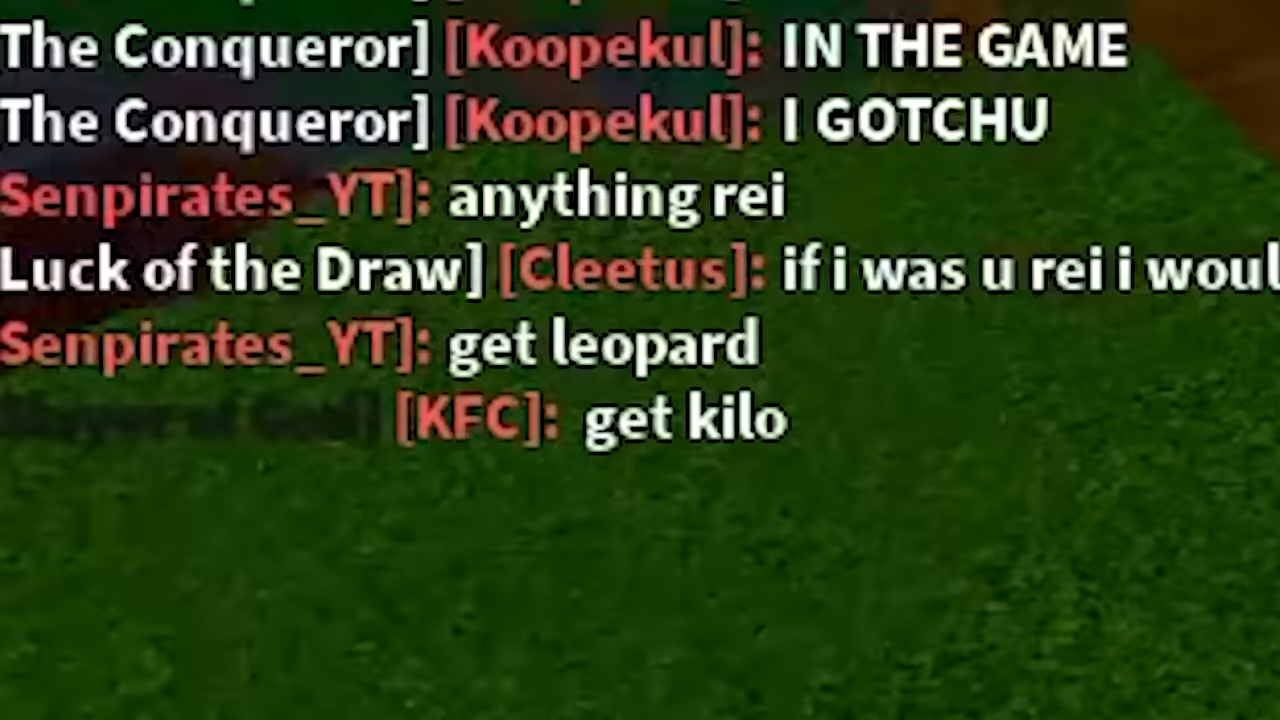 The Conqueror] [Koopekul]: IN THE GAME
The Conqueror] [Koopekul]: I GOTCHU
Senpirates_YT]: anything rei
Luck of the Draw] [Cleetus]: if i was u rei i woul
Senpirates_YT]: get leopard
[KFC]: get kilo